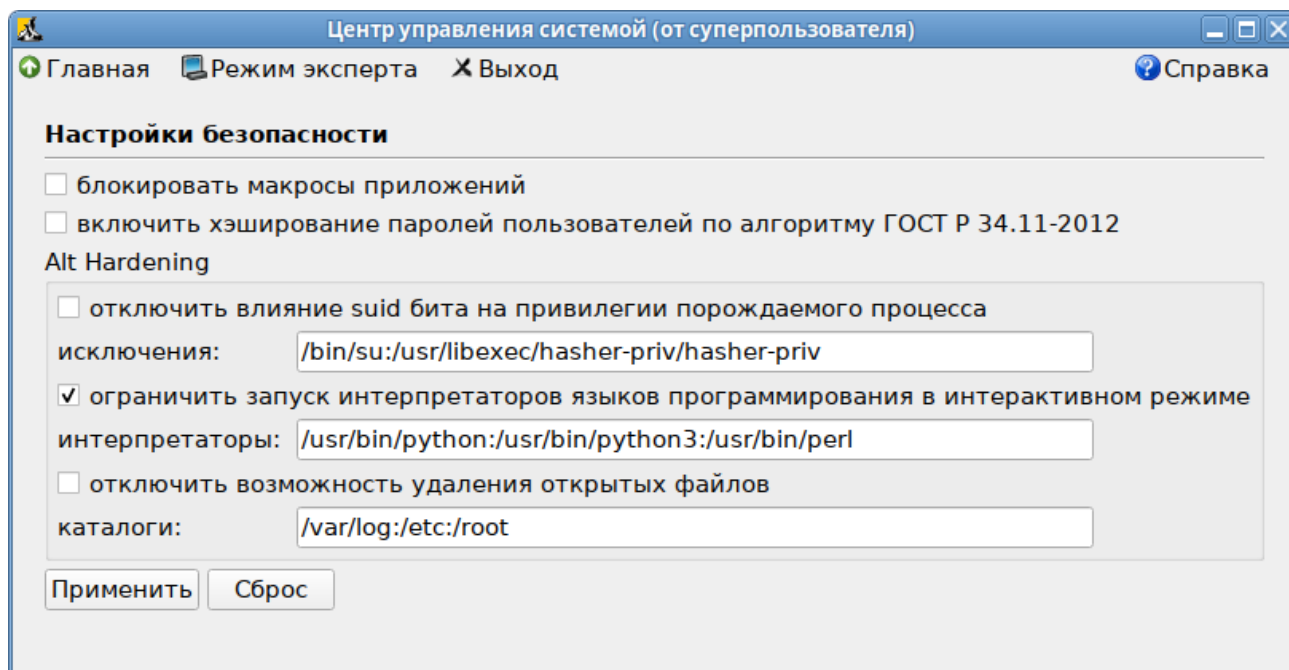 Центр управления системой (от суперпользователя)
Главная Режим эксперта Выход Справка
Настройки безопасности
блокировать макросы приложений
включить хэширование паролей пользователей по алгоритму ГОСТ Р 34.11-2012
Alt Hardening
отключить влияние suid бита на привилегии порождаемого процесса
исключения: /bin/su:/usr/libexec/hasher-priv/hasher-priv
ограничить запуск интерпретаторов языков программирования в интерактивном режиме
интерпретаторы: /usr/bin/python:/usr/bin/python3:/usr/bin/perl
отключить возможность удаления открытых файлов
каталоги: /var/log:/etc:/root
Применить Сброс